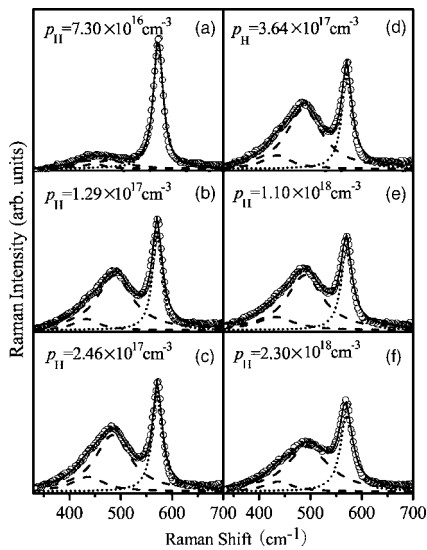 p_H=7.30×10^16cm^-3 (a)
p_H=3.64×10^17cm^-3 (d)
p_H=1.29×10^17cm^-3 (b)
p_H=1.10×10^18cm^-3 (e)
p_H=2.46×10^17cm^-3 (c)
p_H=2.30×10^18cm^-3 (f)
Raman Intensity (arb. units)
400 500 600 700 400 500 600 700
Raman Shift (cm^-1)